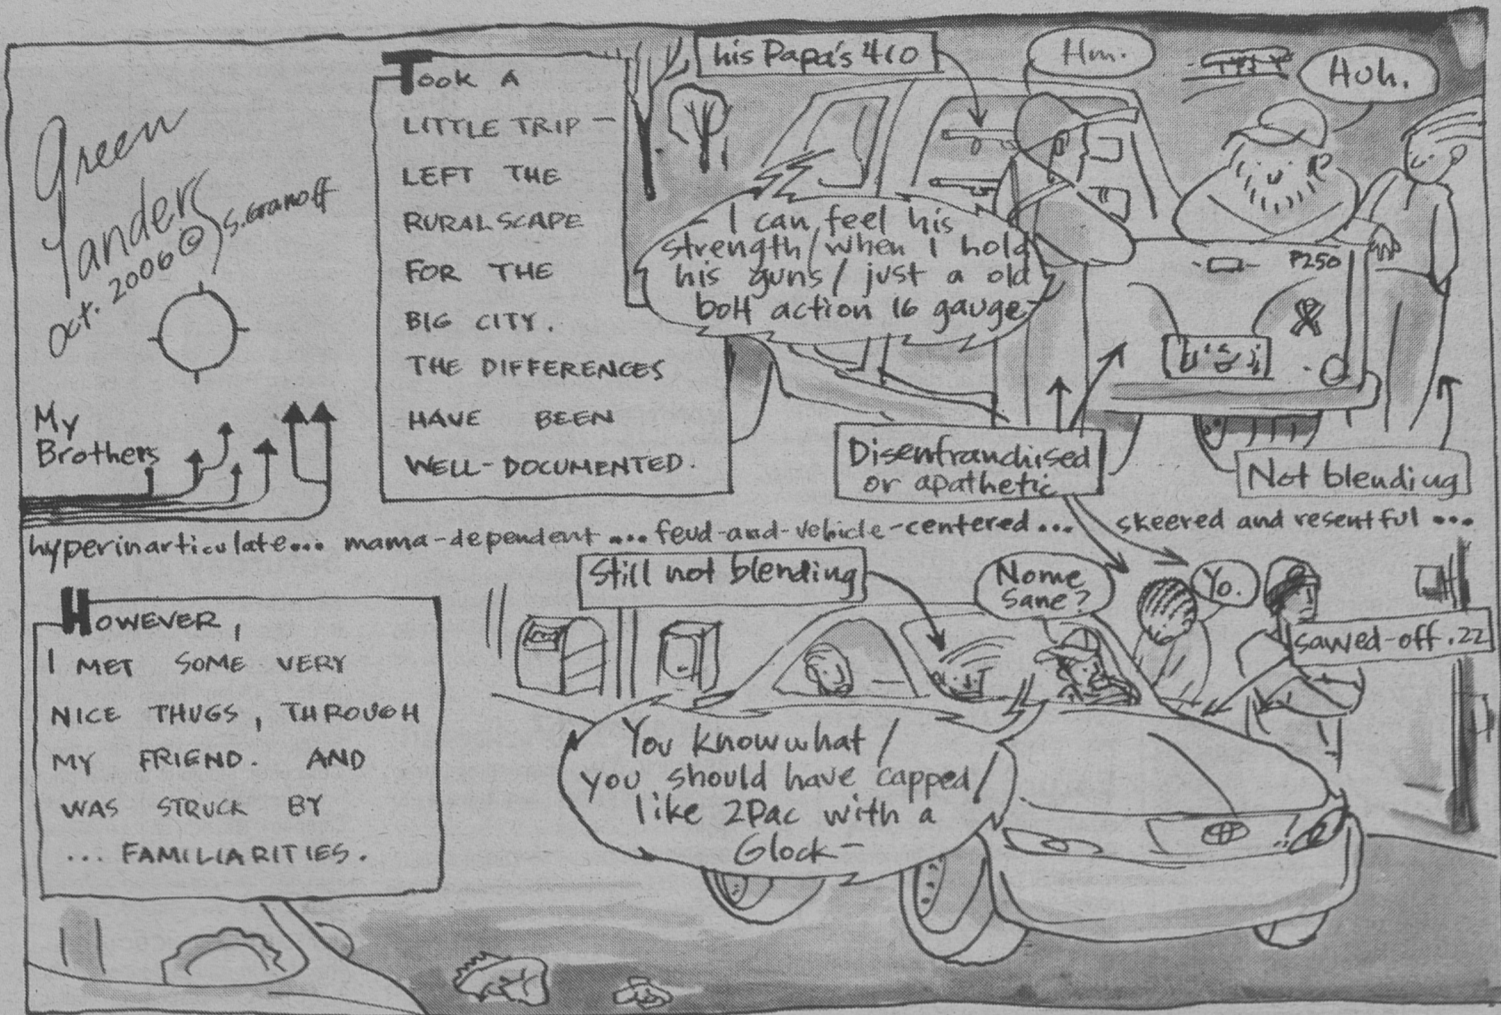 Green
Yanders
Oct. 2006 © S. Granoff
My
Brothers
Took a
LITTLE TRIP —
LEFT THE
RURALSCAPE
FOR THE
BIG CITY.
THE DIFFERENCES
HAVE BEEN
WELL-DOCUMENTED.
his Papa's 410
Hm.
Huh.
I can feel his
strength/when I hold
his guns/ just a old
bolt action 16 gauge-
P250
Disenfranchised
or apathetic
Not blending
hyperinarticulate... mama-dependent ... feud-and-vehicle-centered... skeered and resentful ...
However,
I MET SOME VERY
NICE THUGS, THROUGH
MY FRIEND. AND
WAS STRUCK BY
... FAMILIARITIES.
Still not blending
Nome
Sane?
Yo.
sawed-off .22
You knowwhat/
you should have capped/
like 2Pac with a
Glock—